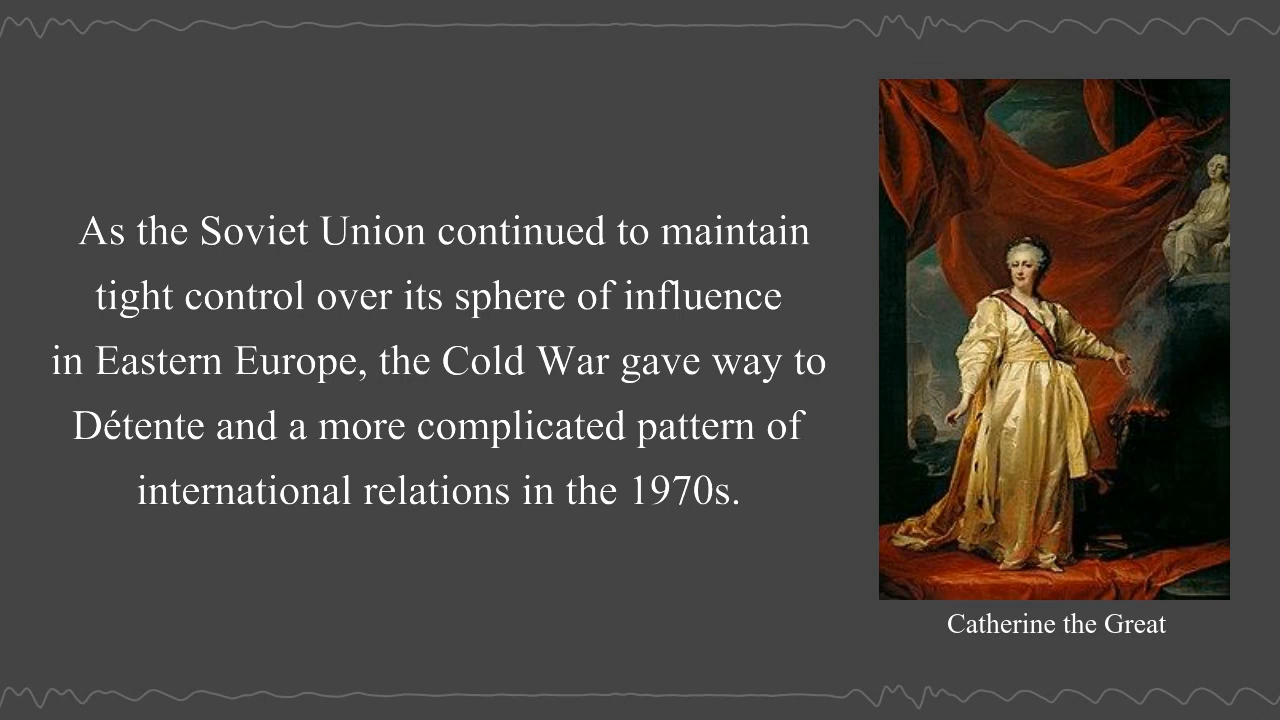 As the Soviet Union continued to maintain
tight control over its sphere of influence
in Eastern Europe, the Cold War gave way to
Détente and a more complicated pattern of
international relations in the 1970s.
Catherine the Great